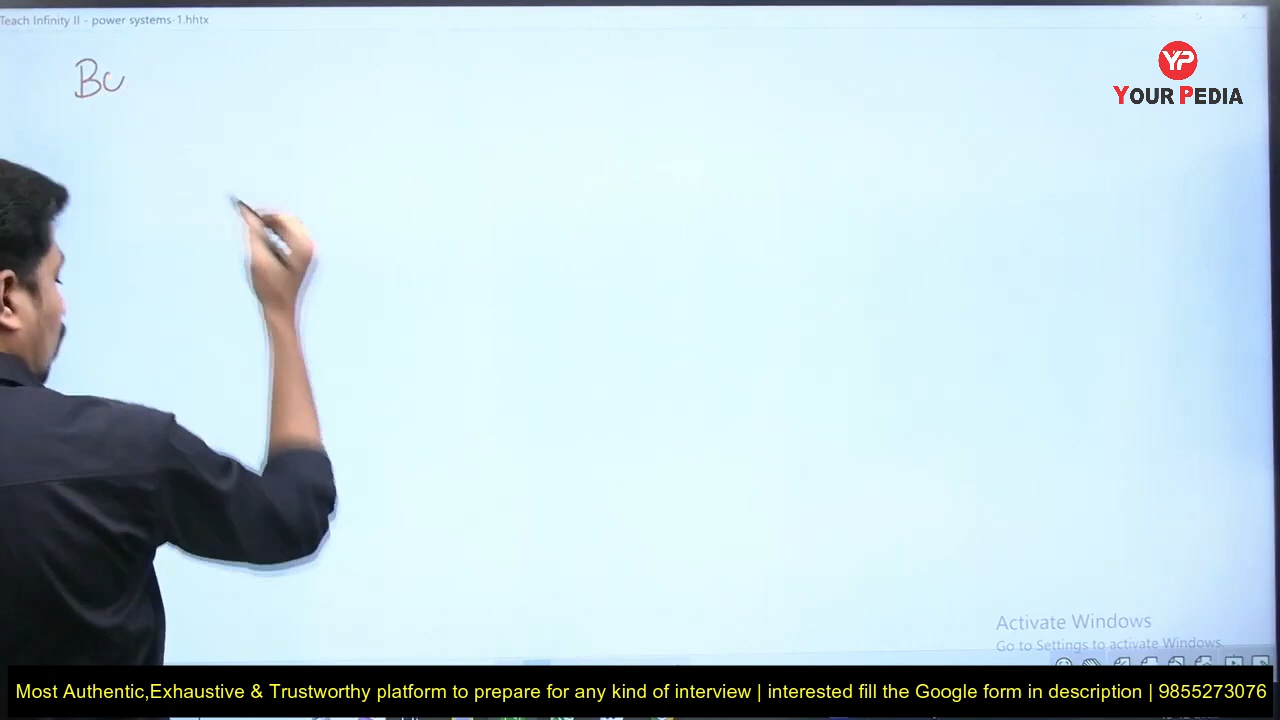 Teach Infinity II - power systems-1.hhtx
YP
YOUR PEDIA
Activate Windows
Go to Settings to activate Windows.
Most Authentic,Exhaustive & Trustworthy platform to prepare for any kind of interview | interested fill the Google form in description | 9855273076